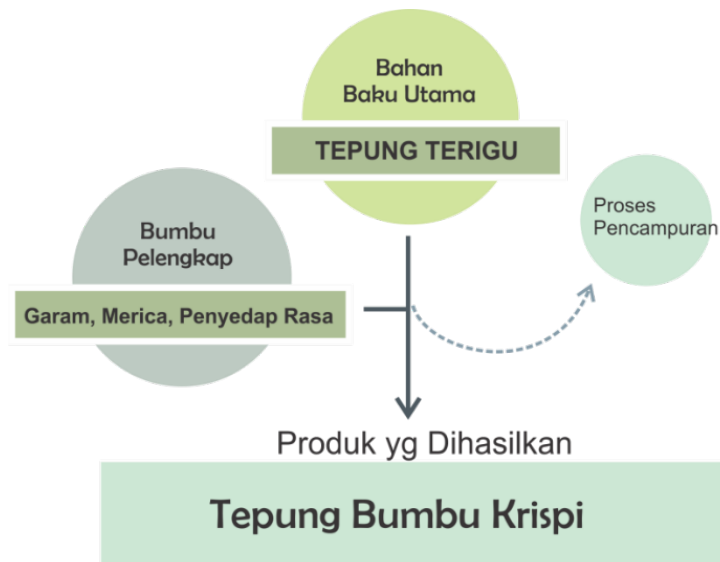 Bahan
Baku Utama
TEPUNG TERIGU
Proses
Pencampuran
Bumbu
Pelengkap
Garam, Merica, Penyedap Rasa
Produk yg Dihasilkan
Tepung Bumbu Krispi